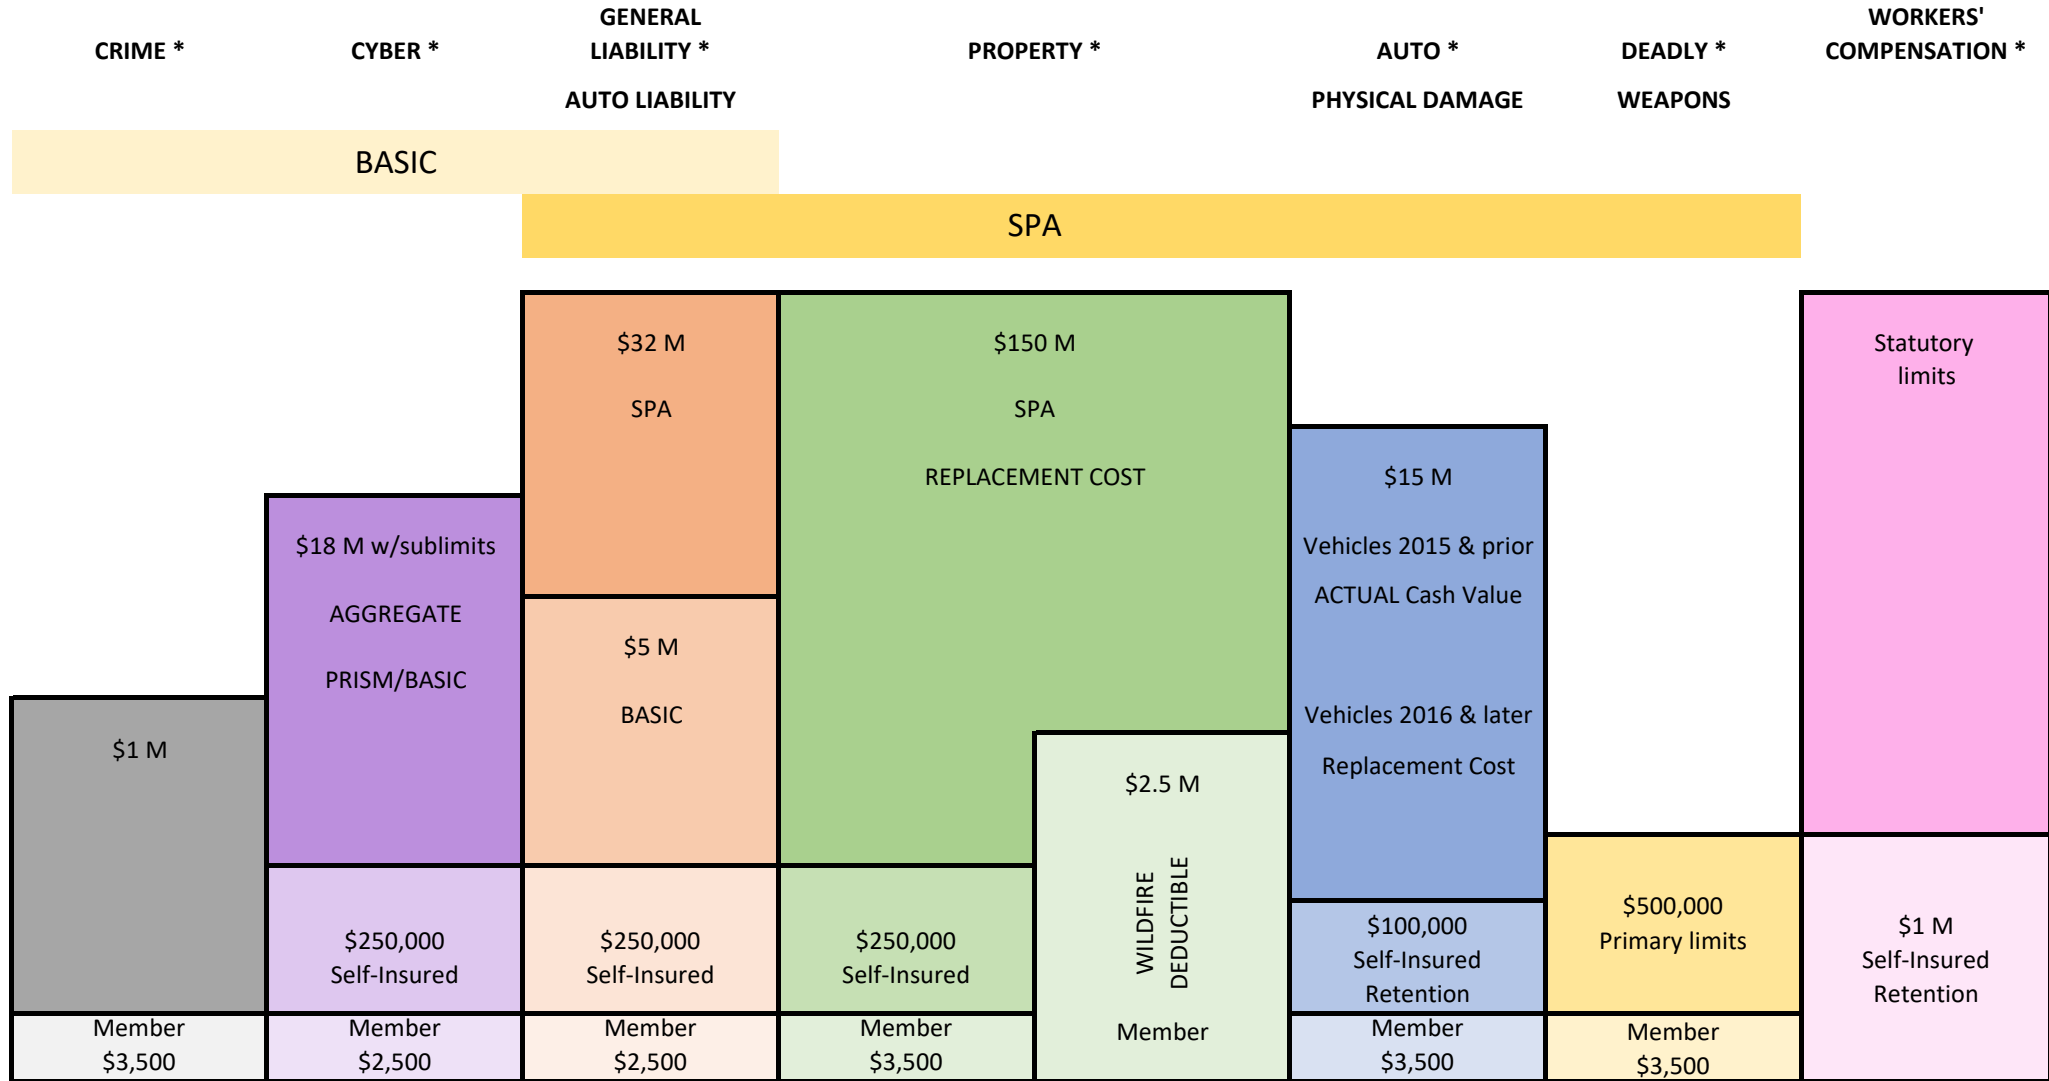 CRIME *
CYBER *
GENERAL
LIABILITY *
AUTO LIABILITY
PROPERTY *
AUTO *
PHYSICAL DAMAGE
DEADLY *
WEAPONS
WORKERS'
COMPENSATION *
BASIC
SPA
$1 M
Member
$3,500
$18 M w/sublimits
AGGREGATE
PRISM/BASIC
$250,000
Self-Insured
Member
$2,500
$32 M
SPA
$5 M
BASIC
$250,000
Self-Insured
Member
$2,500
$150 M
SPA
REPLACEMENT COST
$250,000
Self-Insured
Member
$3,500
$2.5 M
WILDFIRE
DEDUCTIBLE
Member
$15 M
Vehicles 2015 & prior
ACTUAL Cash Value
Vehicles 2016 & later
Replacement Cost
$100,000
Self-Insured
Retention
Member
$3,500
$500,000
Primary limits
Member
$3,500
Statutory
limits
$1 M
Self-Insured
Retention